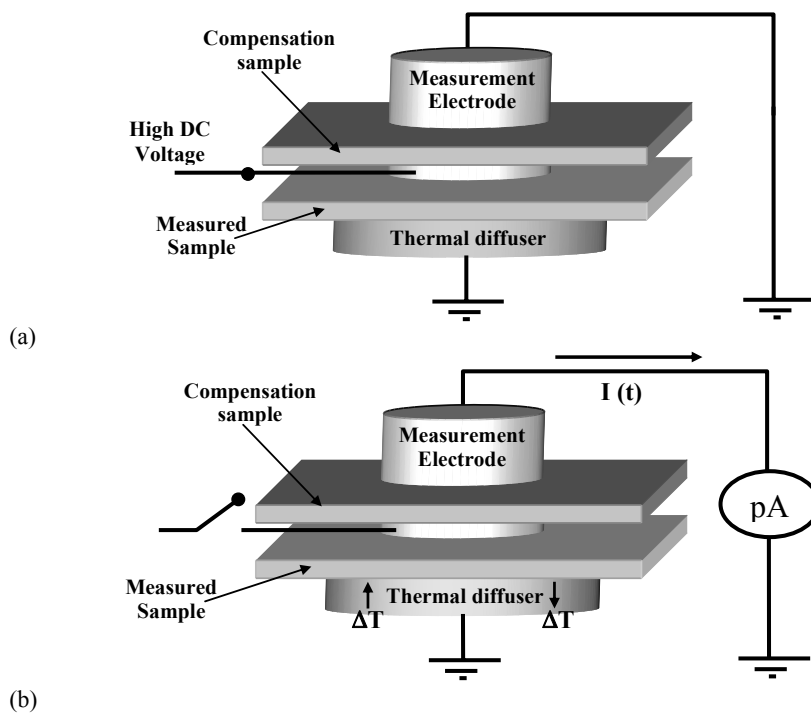 Compensation
sample
Measurement
Electrode
High DC
Voltage
Measured
Sample
Thermal diffuser
(a)
I (t)
Compensation
sample
Measurement
Electrode
pA
Measured
Sample
Thermal diffuser
ΔT ΔT
(b)